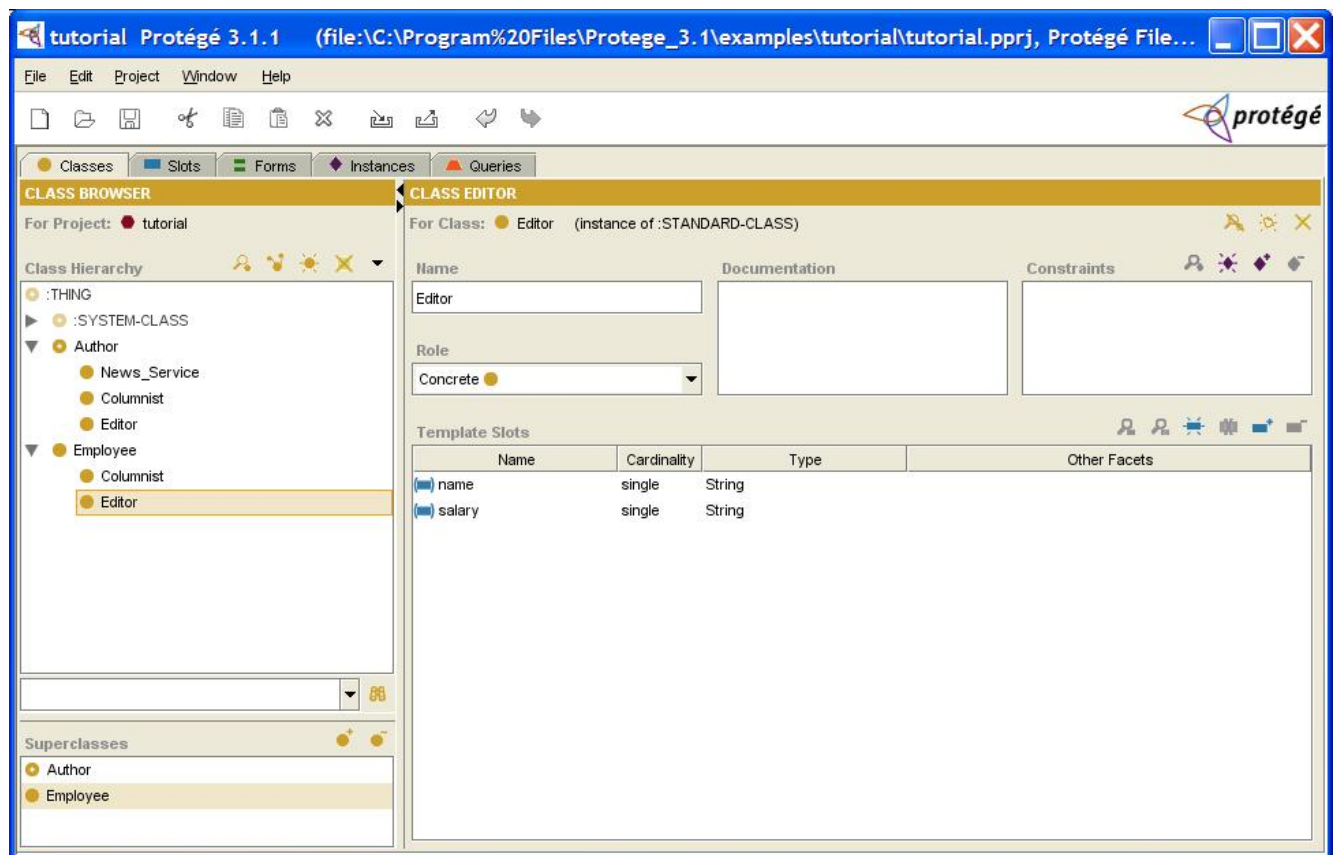 tutorial Protégé 3.1.1 (file:\C:\Program%20Files\Protege_3.1\examples\tutorial\tutorial.pprj, Protégé File...
File Edit Project Window Help
protégé
Classes Slots Forms Instances Queries
CLASS BROWSER
For Project: tutorial
Class Hierarchy
:THING
:SYSTEM-CLASS
Author
News_Service
Columnist
Editor
Employee
Columnist
Editor
Superclasses
Author
Employee
CLASS EDITOR
For Class: Editor (instance of :STANDARD-CLASS)
Name Documentation Constraints
Editor
Role
Concrete
Template Slots
Name Cardinality Type Other Facets
name single String
salary single String